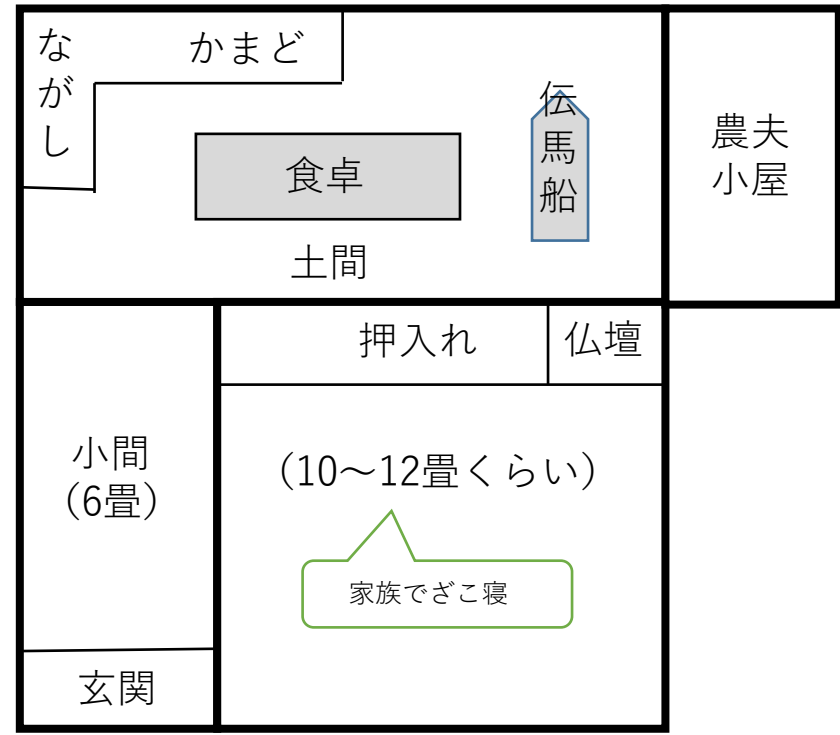 ながし
かまど
伝馬船
食卓
土間
農夫
小屋
押入れ
仏壇
小間
(6畳)
(10～12畳くらい)
家族でざこ寝
玄関